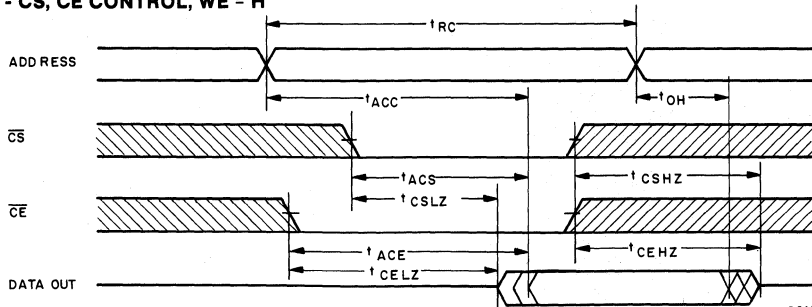 - CS, CE CONTROL, WE - H
tRC
ADDRESS
tACC
tOH
CS
tACS
tCSHZ
tCSLZ
CE
tACE
tCEHZ
tCELZ
DATA OUT